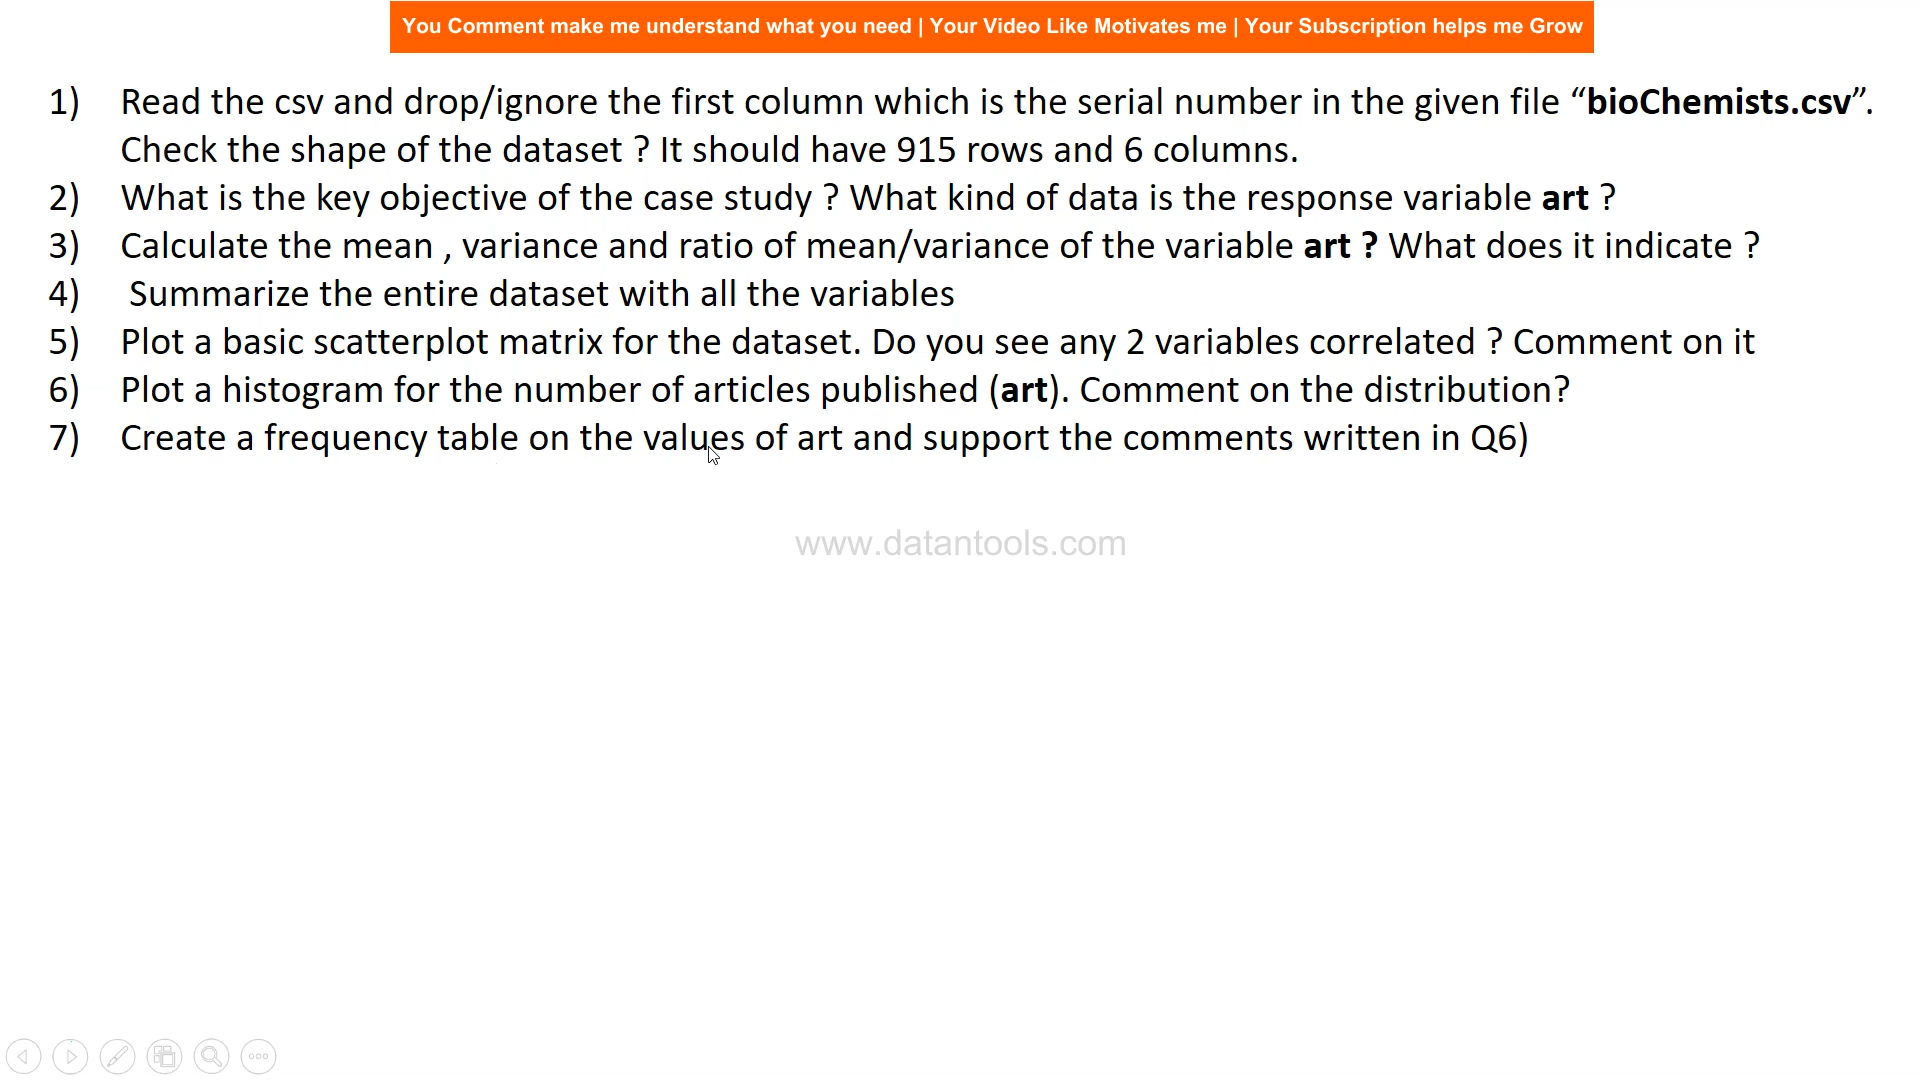 You Comment make me understand what you need | Your Video Like Motivates me | Your Subscription helps me Grow
1) Read the csv and drop/ignore the first column which is the serial number in the given file “bioChemists.csv”.
Check the shape of the dataset ? It should have 915 rows and 6 columns.
2) What is the key objective of the case study ? What kind of data is the response variable art ?
3) Calculate the mean , variance and ratio of mean/variance of the variable art ? What does it indicate ?
4) Summarize the entire dataset with all the variables
5) Plot a basic scatterplot matrix for the dataset. Do you see any 2 variables correlated ? Comment on it
6) Plot a histogram for the number of articles published (art). Comment on the distribution?
7) Create a frequency table on the values of art and support the comments written in Q6)
www.datantools.com